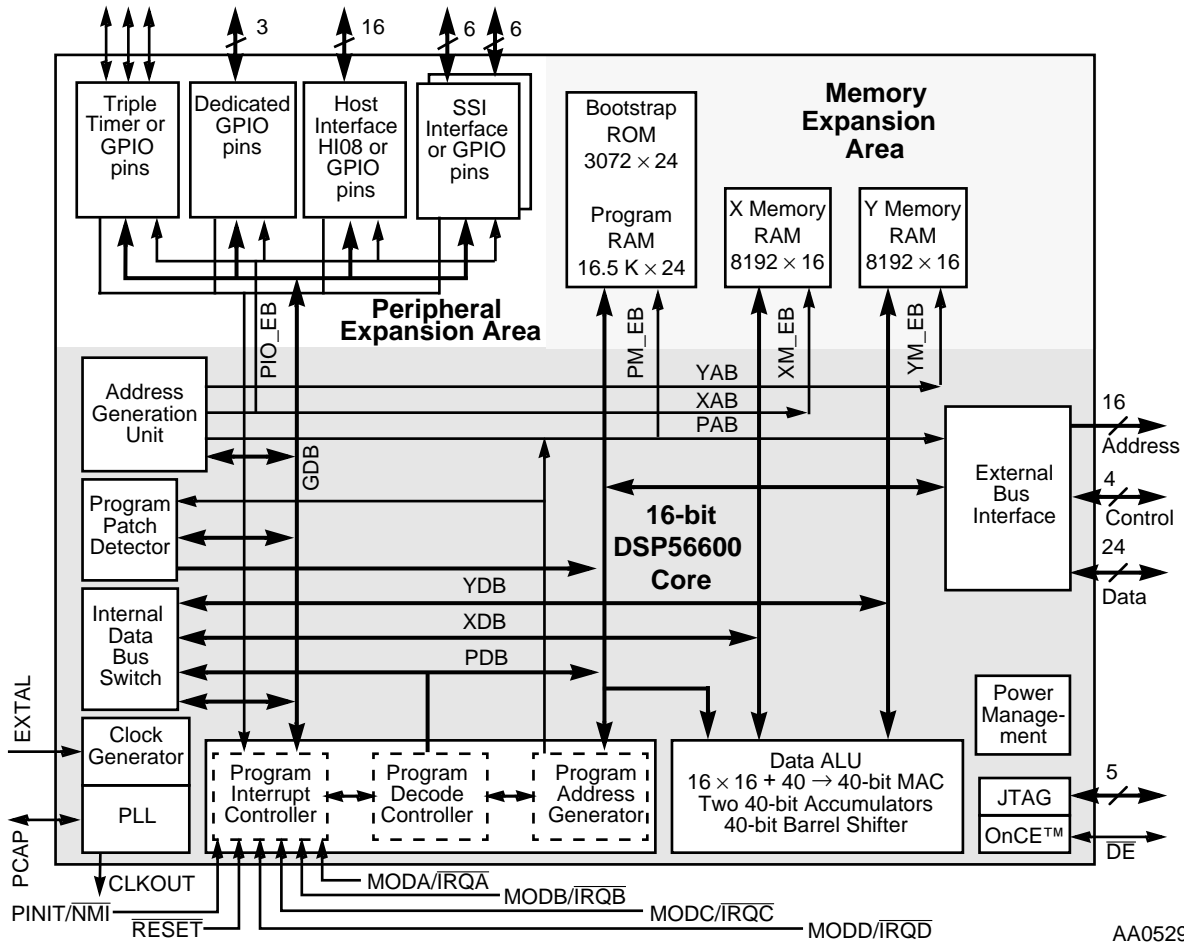 3
16
6
6
Triple
Timer or
GPIO
pins
Dedicated
GPIO
pins
Host
Interface
HI08 or
GPIO
pins
SSI
Interface
or GPIO
pins
Bootstrap
ROM
3072 × 24
Program
RAM
16.5 K × 24
Memory
Expansion
Area
X Memory
RAM
8192 × 16
Y Memory
RAM
8192 × 16
Peripheral
Expansion Area
PIO_EB
PM_EB
XM_EB
YM_EB
Address
Generation
Unit
YAB
XAB
PAB
GDB
External
Bus
Interface
16
Address
4
Control
24
Data
Program
Patch
Detector
16-bit
DSP56600
Core
Internal
Data
Bus
Switch
YDB
XDB
PDB
EXTAL
Clock
Generator
PLL
PCAP
CLKOUT
Program
Interrupt
Controller
Program
Decode
Controller
Program
Address
Generator
Data ALU
16 × 16 + 40 → 40-bit MAC
Two 40-bit Accumulators
40-bit Barrel Shifter
Power
Manage-
ment
JTAG
5
OnCE™
DE
MODA/IRQA
MODB/IRQB
PINIT/NMI
MODC/IRQC
RESET
MODD/IRQD
AA0529